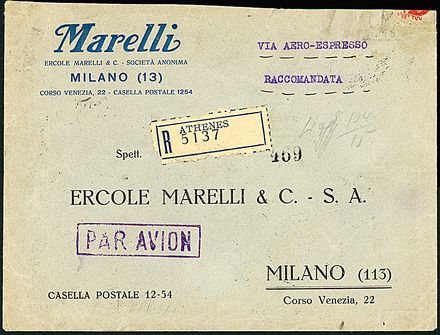 Marelli
ERCOLE MARELLI & C. - SOCIETÀ ANONIMA
MILANO (13)
CORSO VENEZIA, 22 - CASELLA POSTALE 1254
VIA AERO-ESPRESSO
RACCOMANDATA
R ATHENES
5137
Spett.
469
ERCOLE MARELLI & C. - S. A.
PAR AVION
MILANO (113)
CASELLA POSTALE 12-54
Corso Venezia, 22